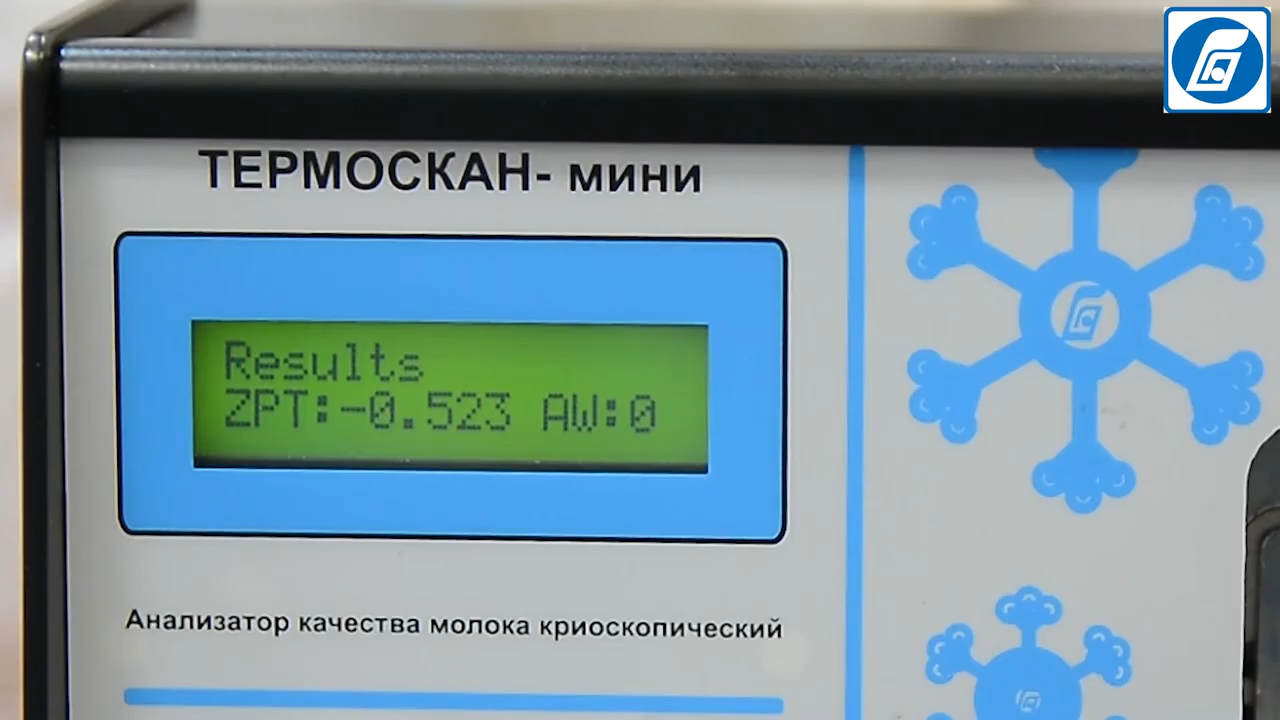 ТЕРМОСКАН- мини
Results
ZPT:-0.523 AW:0
Анализатор качества молока криоскопический